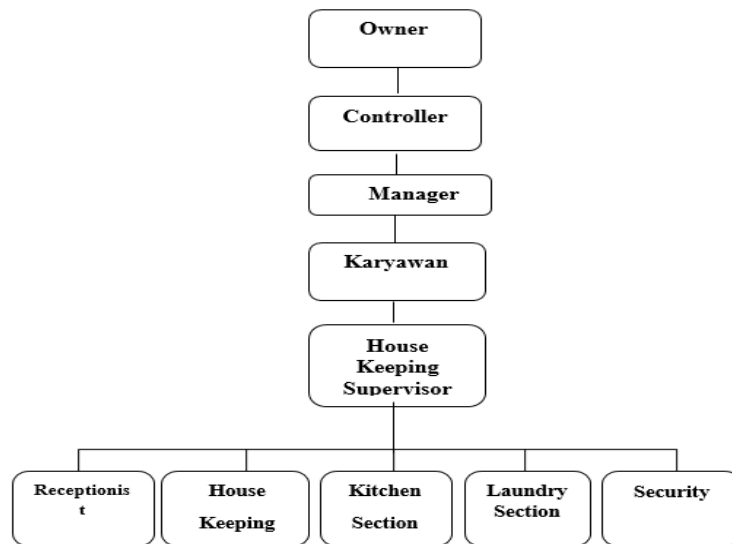 Owner
Controller
Manager
Karyawan
House
Keeping
Supervisor
Receptionis
t
House
Keeping
Kitchen
Section
Laundry
Section
Security